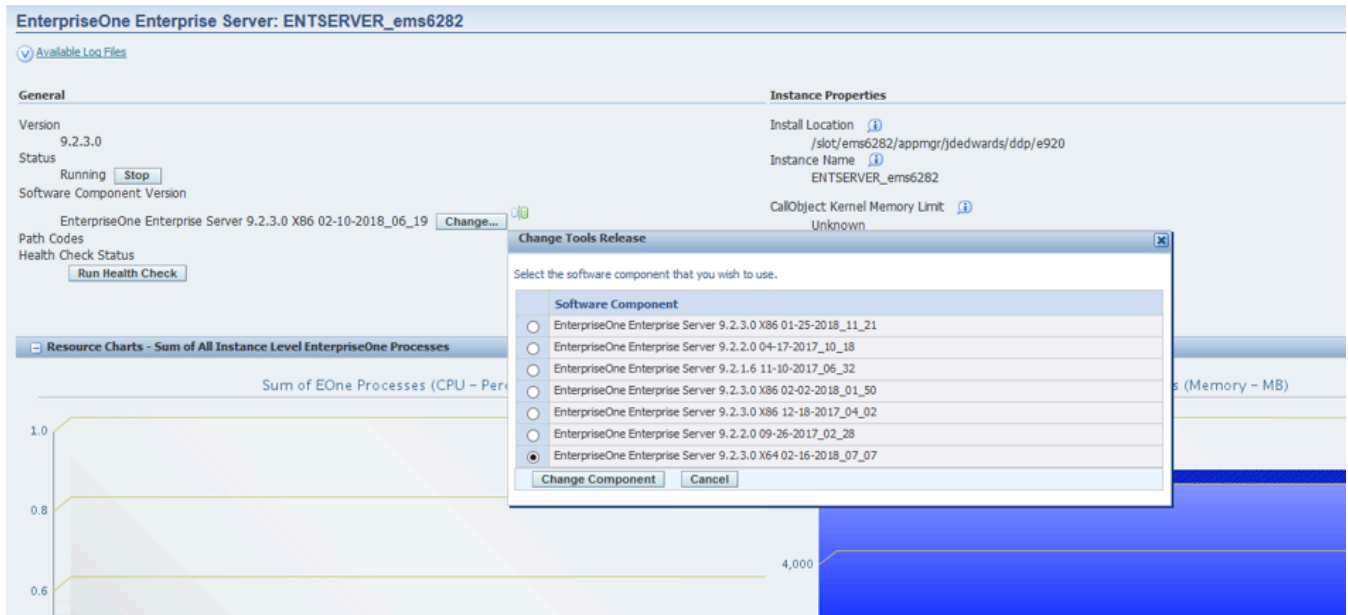 EnterpriseOne Enterprise Server: ENTSERVER_ems6282
Available Log Files
General
Version
9.2.3.0
Status
Running Stop
Software Component Version
EnterpriseOne Enterprise Server 9.2.3.0 X86 02-10-2018_06_19 Change...
Path Codes
Health Check Status
Run Health Check
Instance Properties
Install Location
/slot/ems6282/appmgr/jdedwards/ddp/e920
Instance Name
ENTSERVER_ems6282
CallObject Kernel Memory Limit
Unknown
Change Tools Release
Select the software component that you wish to use.
Software Component
EnterpriseOne Enterprise Server 9.2.3.0 X86 01-25-2018_11_21
EnterpriseOne Enterprise Server 9.2.2.0 04-17-2017_10_18
EnterpriseOne Enterprise Server 9.2.1.6 11-10-2017_06_32
EnterpriseOne Enterprise Server 9.2.3.0 X86 02-02-2018_01_50
EnterpriseOne Enterprise Server 9.2.3.0 X86 12-18-2017_04_02
EnterpriseOne Enterprise Server 9.2.2.0 09-26-2017_02_28
EnterpriseOne Enterprise Server 9.2.3.0 X64 02-16-2018_07_07
Change Component Cancel
Resource Charts - Sum of All Instance Level EnterpriseOne Processes
Sum of EOne Processes (CPU - Per
s (Memory - MB)
1.0
0.8
0.6
4,000